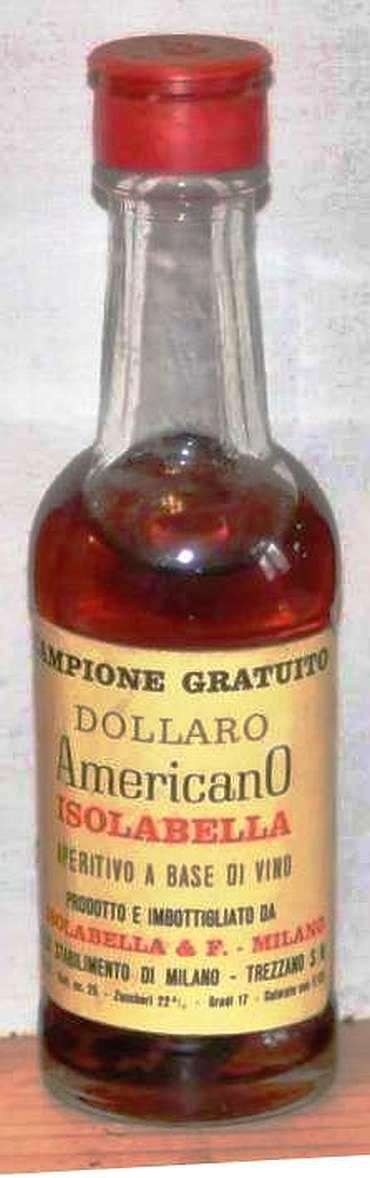 CAMPIONE GRATUITO
DOLLARO
AmericanO
ISOLABELLA
APERITIVO A BASE DI VINO
PRODOTTO E IMBOTTIGLIATO DA
ISOLABELLA & F. - MILANO
STABILIMENTO DI MILANO - TREZZANO S.
Zuccheri 22% - Gradi 17 -